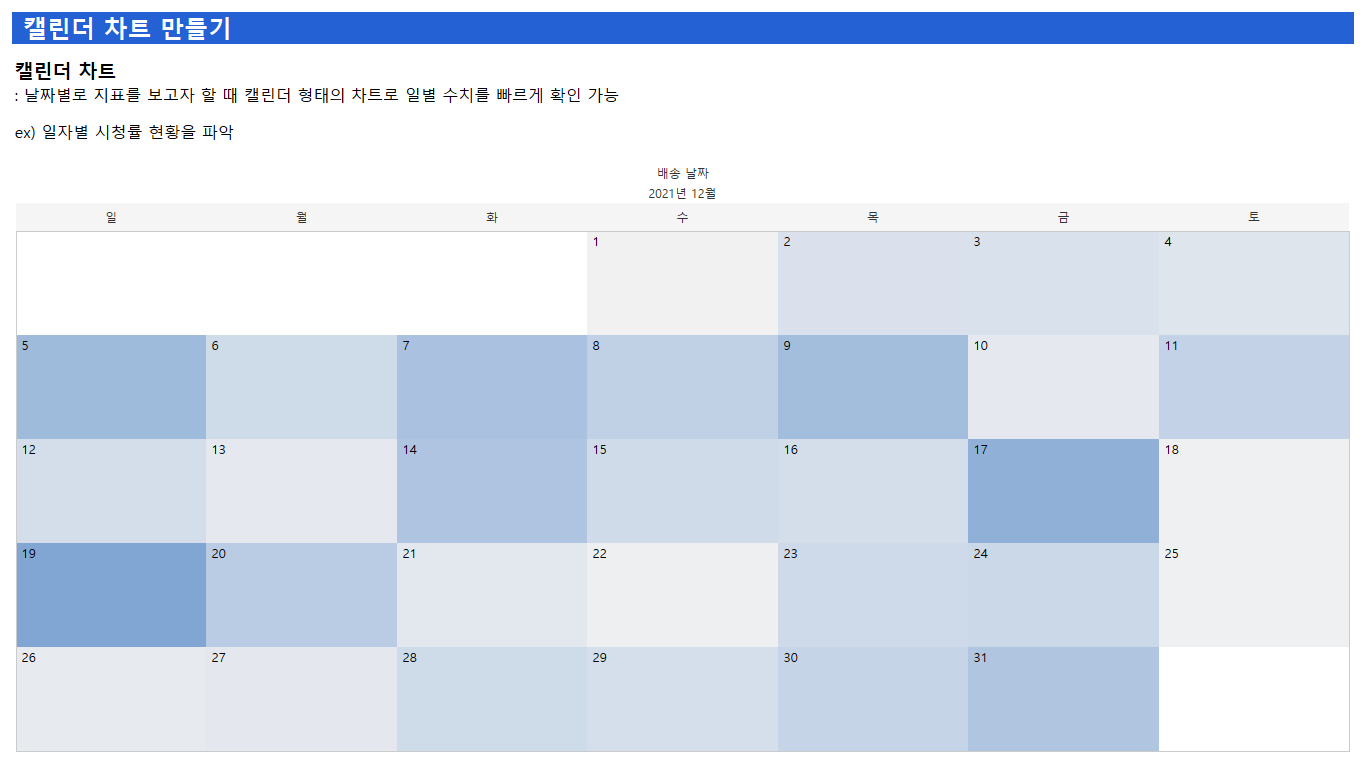 캘린더 차트 만들기
캘린더 차트
: 날짜별로 지표를 보고자 할 때 캘린더 형태의 차트로 일별 수치를 빠르게 확인 가능
ex) 일자별 시청률 현황을 파악
배송 날짜
2021년 12월
일 월 화 수 목 금 토
1 2 3 4
5 6 7 8 9 10 11
12 13 14 15 16 17 18
19 20 21 22 23 24 25
26 27 28 29 30 31